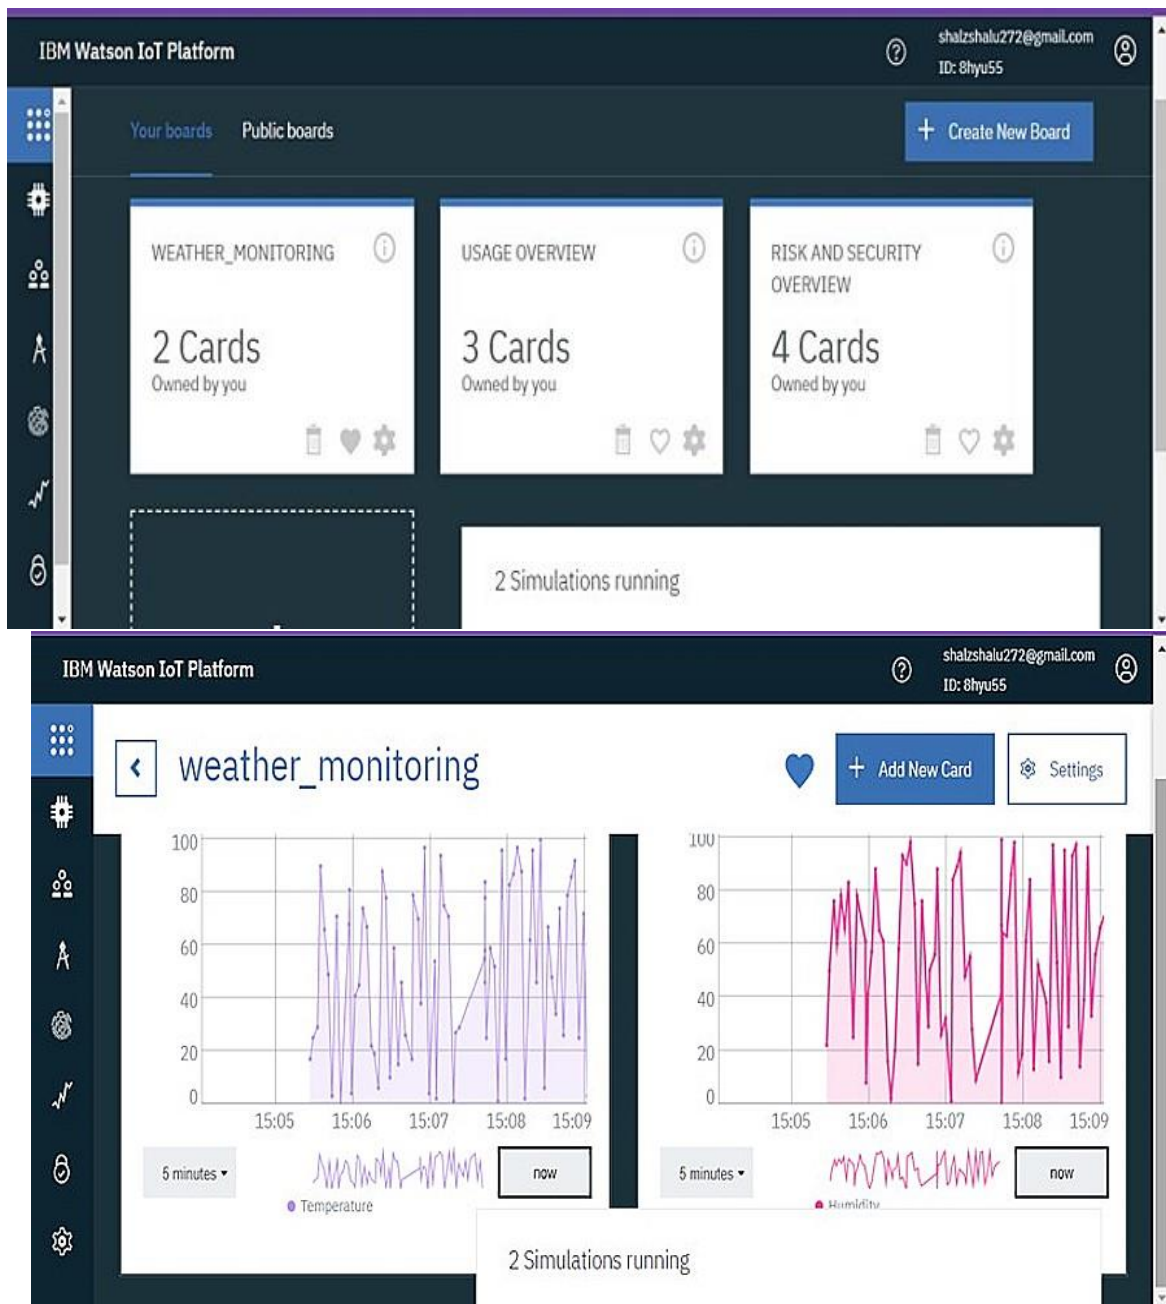 IBM Watson IoT Platform
shalzshalu272@gmail.com
ID: 8hyu55
Your boards Public boards
+ Create New Board
WEATHER_MONITORING
2 Cards
Owned by you
USAGE OVERVIEW
3 Cards
Owned by you
RISK AND SECURITY
OVERVIEW
4 Cards
Owned by you
2 Simulations running
IBM Watson IoT Platform
shalzshalu272@gmail.com
ID: 8hyu55
weather_monitoring
+ Add New Card
Settings
100
80
60
40
20
0
15:05 15:06 15:07 15:08 15:09
5 minutes
now
Temperature
100
80
60
40
20
0
15:05 15:06 15:07 15:08 15:09
5 minutes
now
Humidity
2 Simulations running